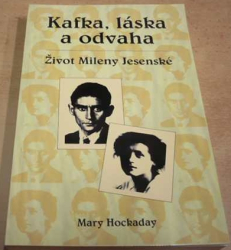 Kafka, láska
a odvaha
Život Mileny Jesenské
Mary Hockaday